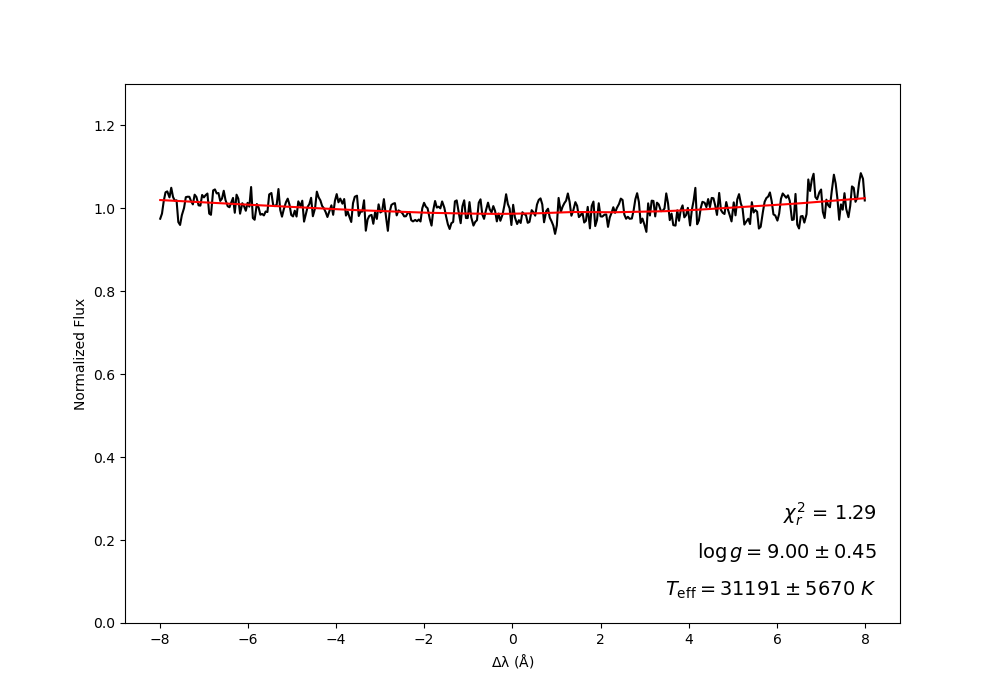 1.2
1.0
0.8
0.6
0.4
0.2
0.0
Normalized Flux
χ²ᵣ = 1.29
log g = 9.00 ± 0.45
T_eff = 31191 ± 5670 K
−8 −6 −4 −2 0 2 4 6 8
Δλ (Å)